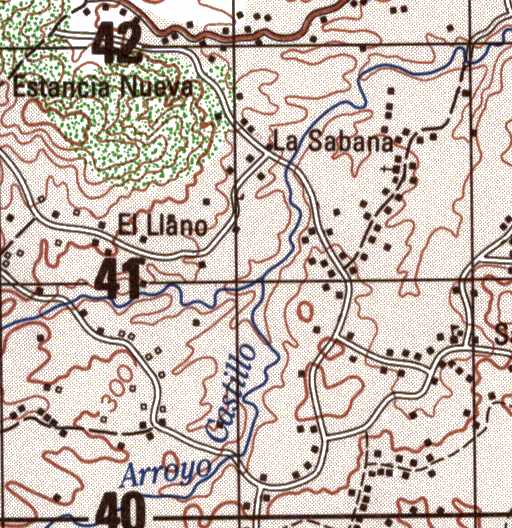 42
Estancia Nueva
La Sabana
El Llano
41
300
Castillo
Arroyo
40